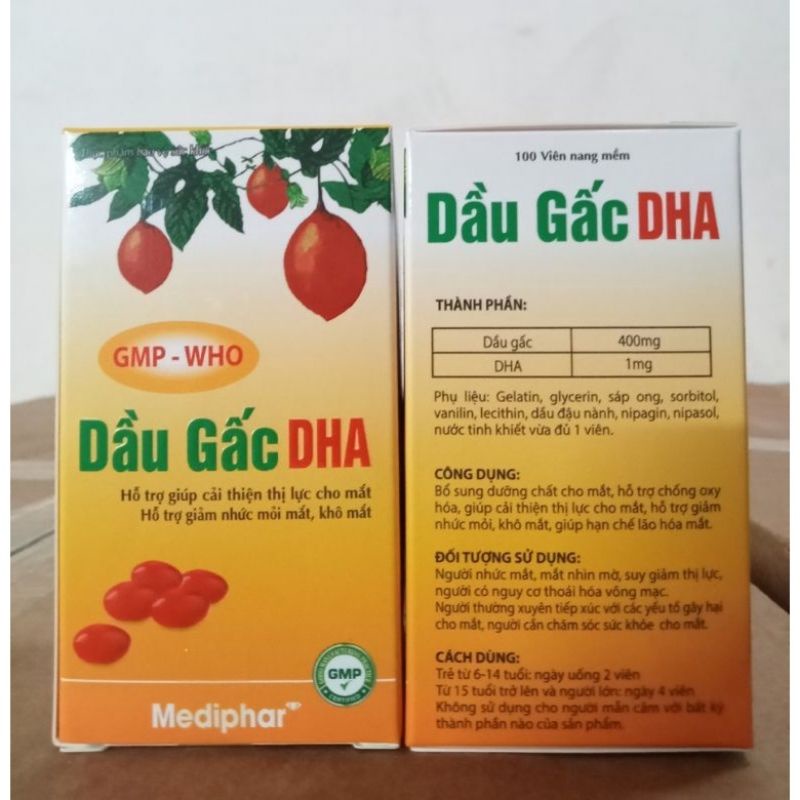 Thực phẩm bảo vệ sức khỏe
GMP - WHO
Dầu Gấc DHA
Hỗ trợ giúp cải thiện thị lực cho mắt
Hỗ trợ giảm nhức mỏi mắt, khô mắt
GMP
CERTIFIED
Mediphar
100 Viên nang mềm
Dầu Gấc DHA
THÀNH PHẦN:
Dầu gấc 400mg
DHA 1mg
Phụ liệu: Gelatin, glycerin, sáp ong, sorbitol,
vanilin, lecithin, dầu đậu nành, nipagin, nipasol,
nước tinh khiết vừa đủ 1 viên.
CÔNG DỤNG:
Bổ sung dưỡng chất cho mắt, hỗ trợ chống oxy
hóa, giúp cải thiện thị lực cho mắt, hỗ trợ giảm
nhức mỏi, khô mắt, giúp hạn chế lão hóa mắt.
ĐỐI TƯỢNG SỬ DỤNG:
Người nhức mắt, mắt nhìn mờ, suy giảm thị lực,
người có nguy cơ thoái hóa võng mạc.
Người thường xuyên tiếp xúc với các yếu tố gây hại
cho mắt, người cần chăm sóc sức khỏe cho mắt.
CÁCH DÙNG:
Trẻ từ 6-14 tuổi: ngày uống 2 viên
Từ 15 tuổi trở lên và người lớn: ngày 4 viên
Không sử dụng cho người mẫn cảm với bất kỳ
thành phần nào của sản phẩm.